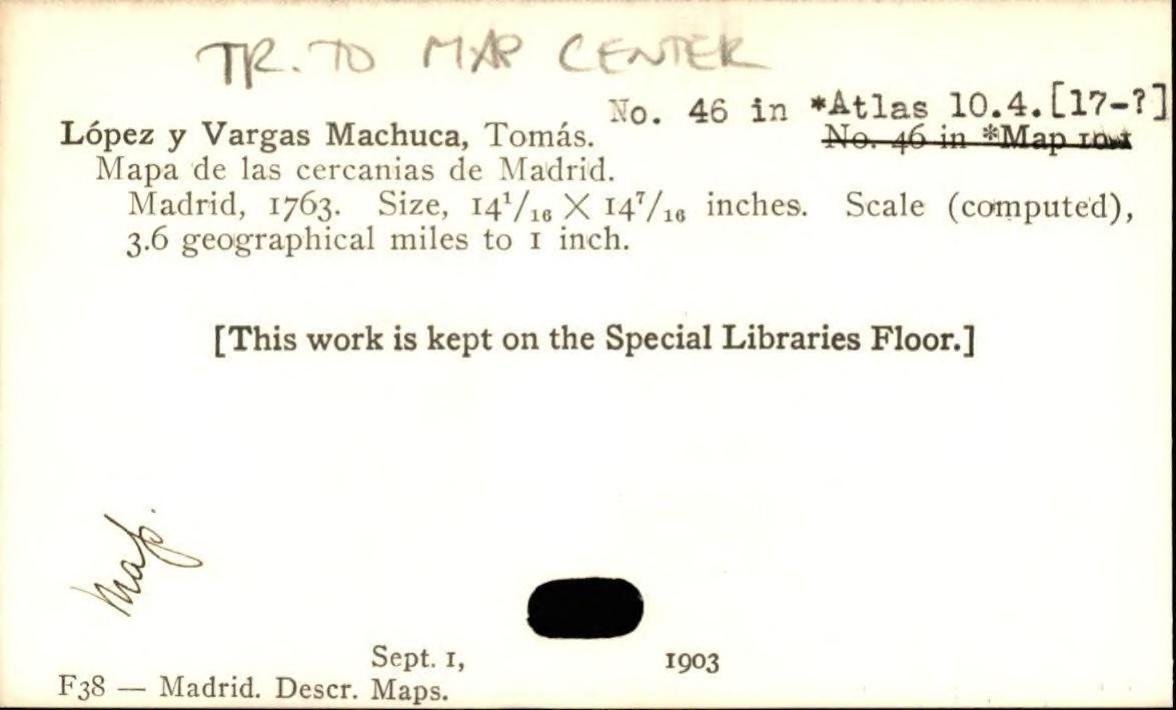 TR. TO MAP CENTER
No. 46 in *Atlas 10.4.[17-?]
López y Vargas Machuca, Tomás.
No. 46 in *Map
Mapa de las cercanias de Madrid.
Madrid, 1763. Size, 14¹/₁₆ X 14⁷/₁₆ inches. Scale (computed),
3.6 geographical miles to 1 inch.
[This work is kept on the Special Libraries Floor.]
Map.
Sept. 1, 1903
F38 — Madrid. Descr. Maps.